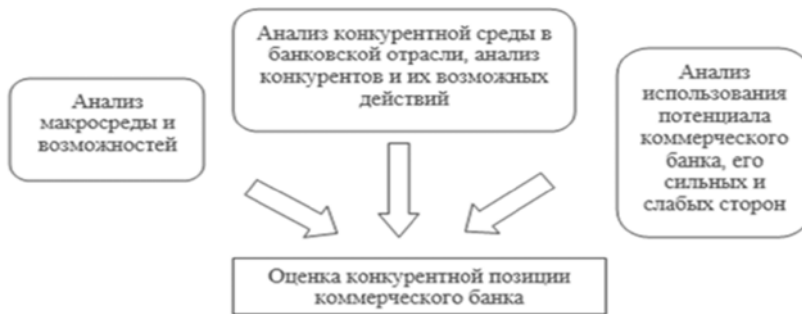 Анализ
макросреды и
возможностей
Анализ конкурентной среды в
банковской отрасли, анализ
конкурентов и их возможных
действий
Анализ
использования
потенциала
коммерческого
банка, его
сильных и
слабых сторон
Оценка конкурентной позиции
коммерческого банка